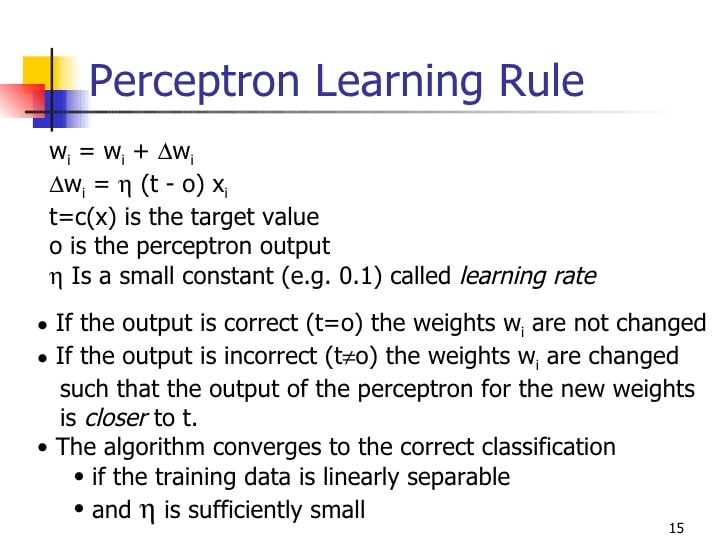 Perceptron Learning Rule
wi = wi + Δwi
Δwi = η (t - o) xi
t=c(x) is the target value
o is the perceptron output
η Is a small constant (e.g. 0.1) called learning rate
• If the output is correct (t=o) the weights wi are not changed
• If the output is incorrect (t≠o) the weights wi are changed
such that the output of the perceptron for the new weights
is closer to t.
• The algorithm converges to the correct classification
• if the training data is linearly separable
• and η is sufficiently small
15